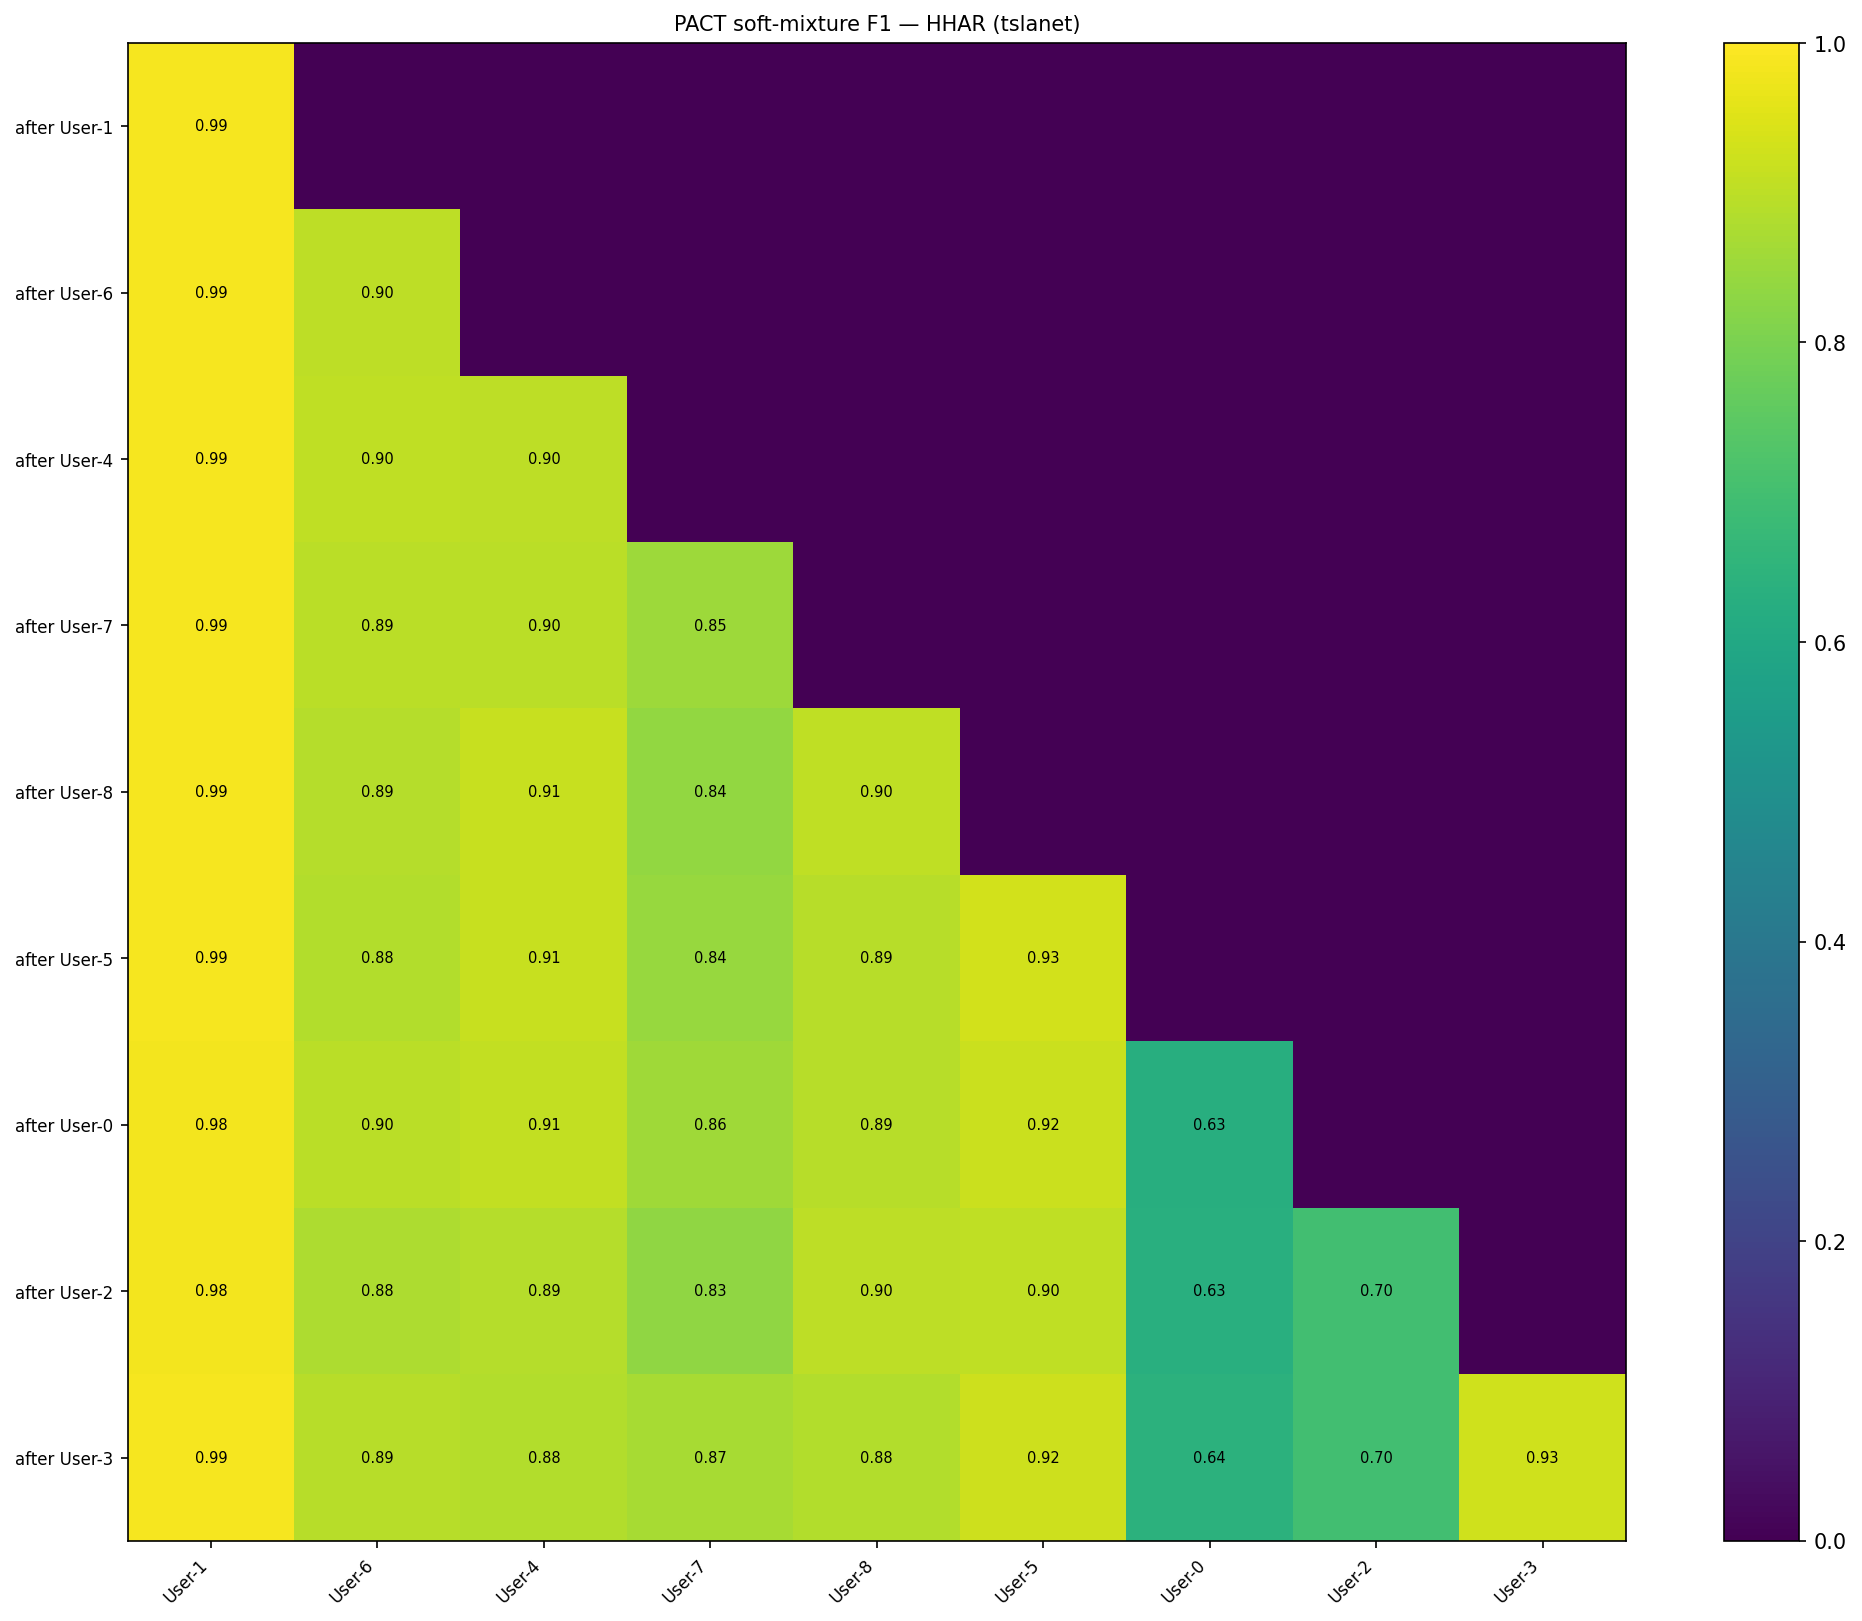 PACT soft-mixture F1 — HHAR (tslanet)
1.0
after User-1 0.99
after User-6 0.99 0.90
0.8
after User-4 0.99 0.90 0.90
after User-7 0.99 0.89 0.90 0.85
0.6
after User-8 0.99 0.89 0.91 0.84 0.90
0.4
after User-5 0.99 0.88 0.91 0.84 0.89 0.93
after User-0 0.98 0.90 0.91 0.86 0.89 0.92 0.63
0.2
after User-2 0.98 0.88 0.89 0.83 0.90 0.90 0.63 0.70
after User-3 0.99 0.89 0.88 0.87 0.88 0.92 0.64 0.70 0.93
0.0
User-1 User-6 User-4 User-7 User-8 User-5 User-0 User-2 User-3